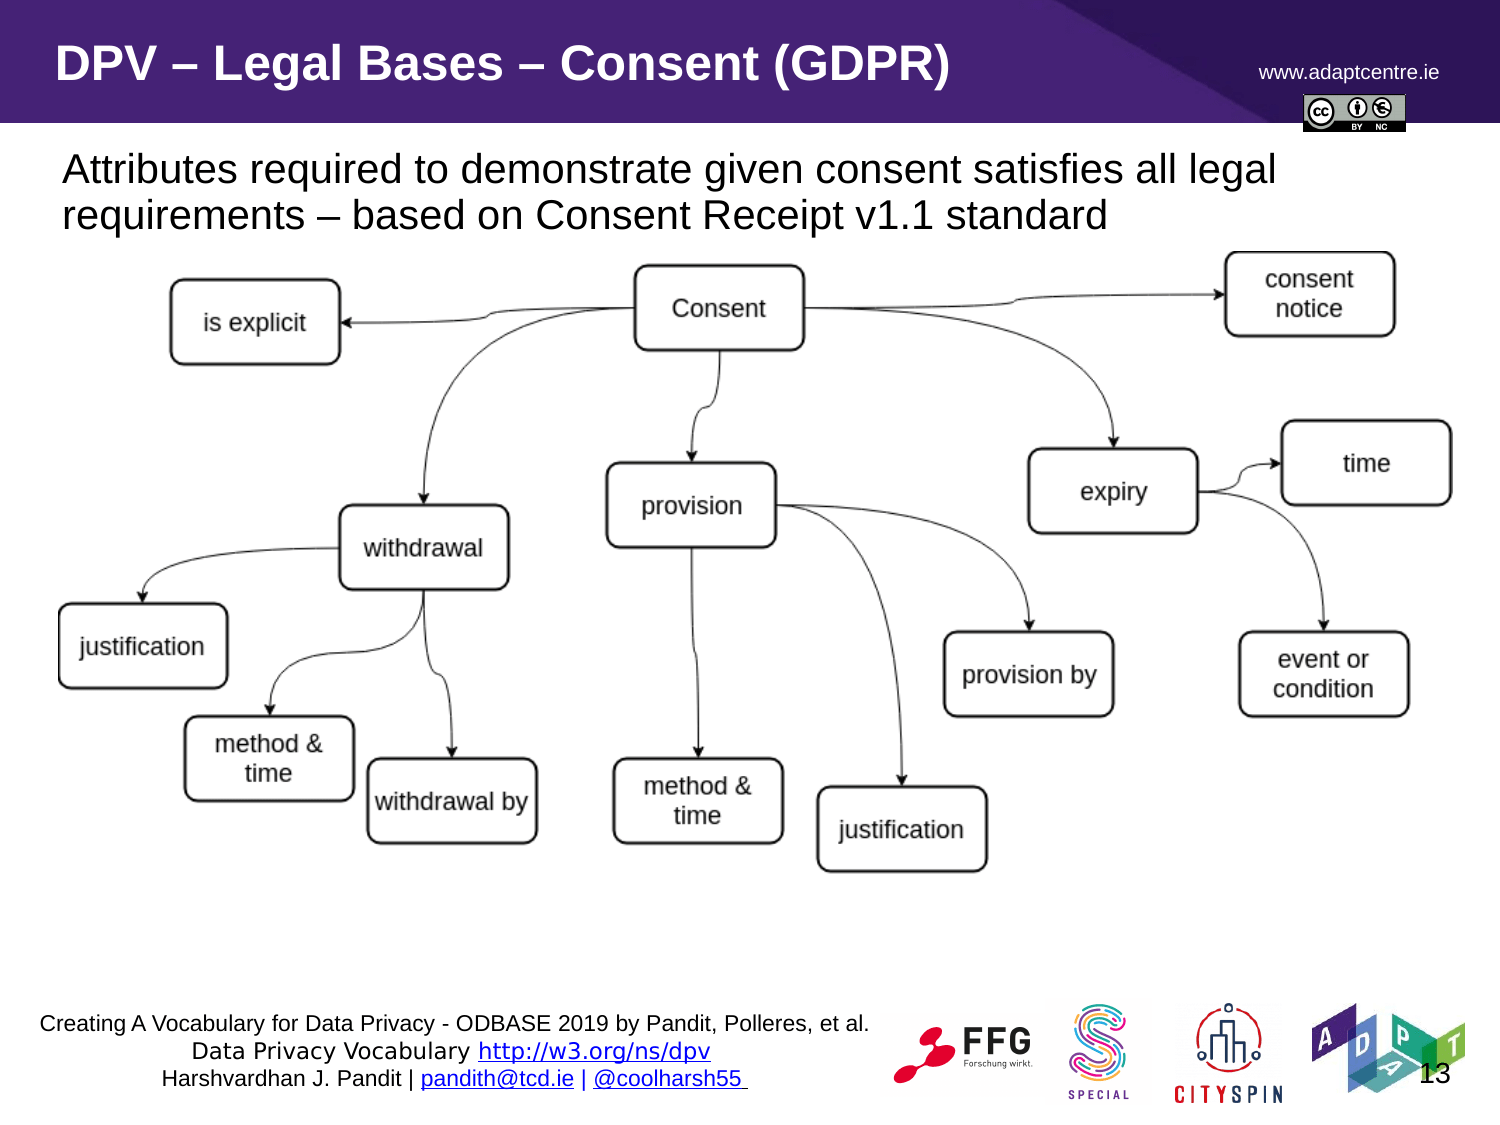 DPV – Legal Bases – Consent (GDPR)
www.adaptcentre.ie
cc BY NC
Attributes required to demonstrate given consent satisfies all legal
requirements – based on Consent Receipt v1.1 standard
is explicit
Consent
consent
notice
time
expiry
provision
withdrawal
justification
provision by
event or
condition
method &
time
withdrawal by
method &
time
justification
Creating A Vocabulary for Data Privacy - ODBASE 2019 by Pandit, Polleres, et al.
Data Privacy Vocabulary http://w3.org/ns/dpv
Harshvardhan J. Pandit | pandith@tcd.ie | @coolharsh55
FFG
Forschung wirkt.
SPECIAL
CITYSPIN
ADAPT
13